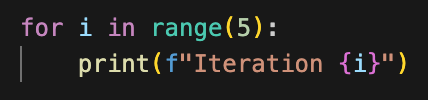 for i in range(5):
    print(f"Iteration {i}")